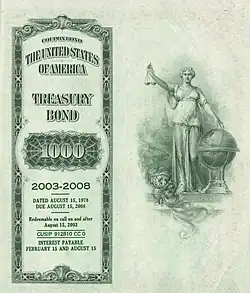 COUPON BOND
THE UNITED STATES
OF AMERICA
TREASURY
BOND
1000
2003-2008
DATED AUGUST 15, 1978
DUE AUGUST 15, 2008
Redeemable on call on and after
August 15, 2003
CUSIP 912810 CC 0
INTEREST PAYABLE
FEBRUARY 15 AND AUGUST 15